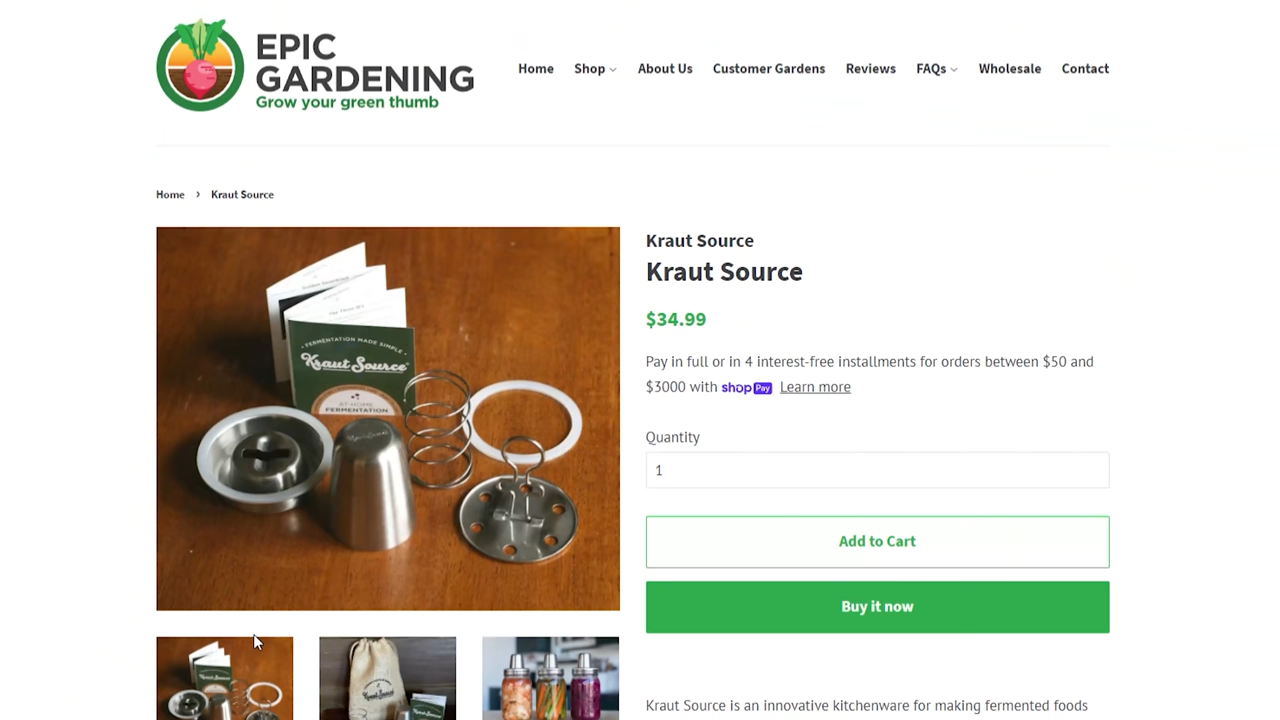 EPIC
GARDENING
Grow your green thumb
Home Shop About Us Customer Gardens Reviews FAQs Wholesale Contact
Home › Kraut Source
Kraut Source
Kraut Source
$34.99
Pay in full or in 4 interest-free installments for orders between $50 and
$3000 with shop Pay Learn more
Quantity
1
Add to Cart
Buy it now
Kraut Source is an innovative kitchenware for making fermented foods
FERMENTATION MADE SIMPLE
Kraut Source
AT-HOME
FERMENTATION
Kraut Source